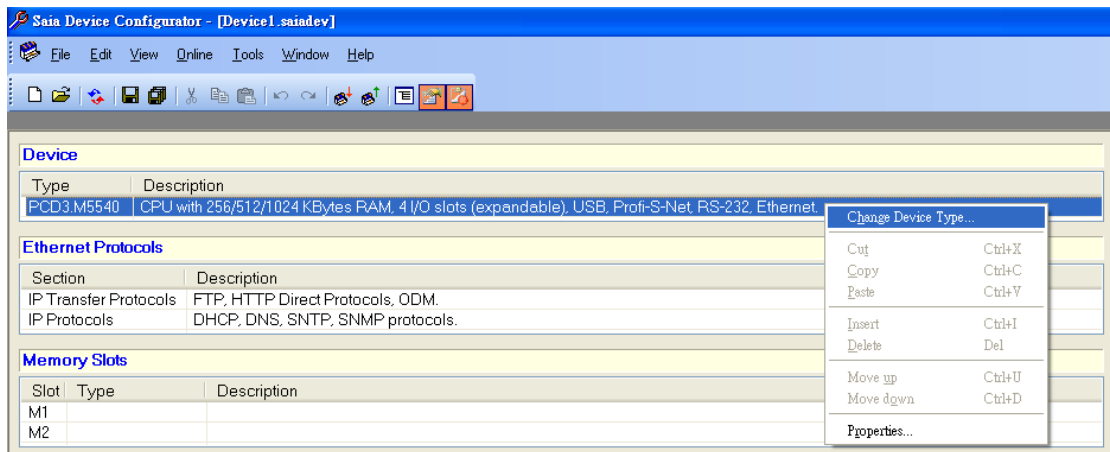 Saia Device Configurator - [Device1.saiadev]
File Edit View Online Tools Window Help
Device
Type Description
PCD3.M5540 CPU with 256/512/1024 KBytes RAM, 4 I/O slots (expandable), USB, Profi-S-Net, RS-232, Ethernet.
Change Device Type...
Cut Ctrl+X
Copy Ctrl+C
Paste Ctrl+V
Insert Ctrl+I
Delete Del
Move up Ctrl+U
Move down Ctrl+D
Properties...
Ethernet Protocols
Section Description
IP Transfer Protocols FTP, HTTP Direct Protocols, ODM.
IP Protocols DHCP, DNS, SNTP, SNMP protocols.
Memory Slots
Slot Type Description
M1
M2